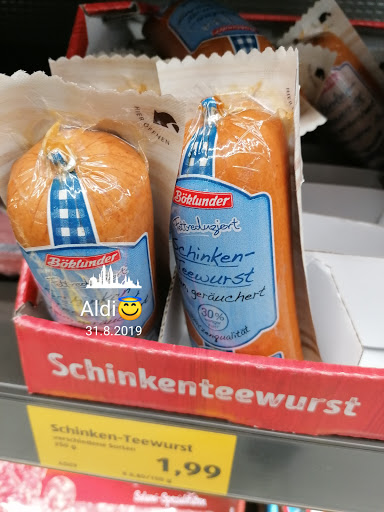 HIER ÖFFNEN
Böklunder
Böklunder
Fettreduziert
Schinken-
Teewurst
geräuchert
30%
Aldi😋
31.8.2019
Schinkenteewurst
Schinken-Teewurst
verschiedene Sorten
250 g
1,99